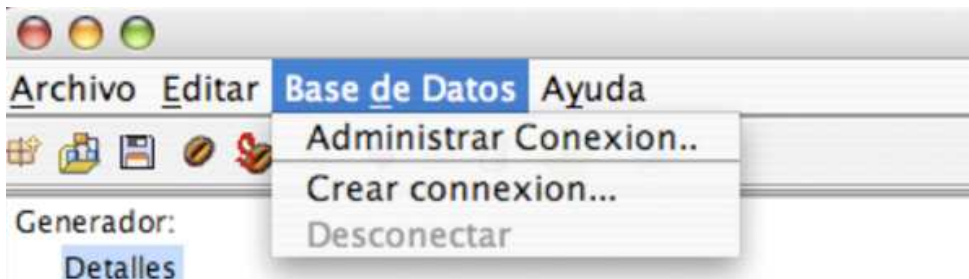 Archivo Editar Base de Datos Ayuda
Administrar Conexion..
Crear connexion...
Desconectar
Generador:
Detalles